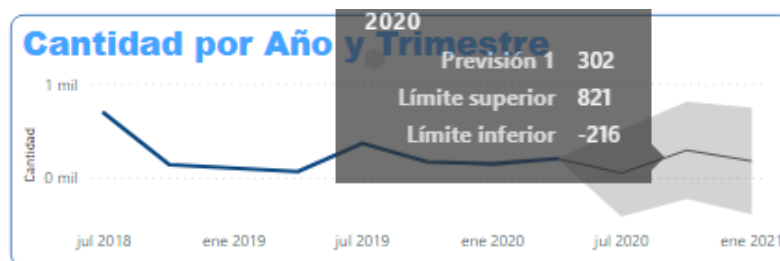 2020
Cantidad por Año y Trimestre
Previsión 1 302
Límite superior 821
Límite inferior -216
1 mil
Cantidad
0 mil
jul 2018 ene 2019 jul 2019 ene 2020 jul 2020 ene 2021